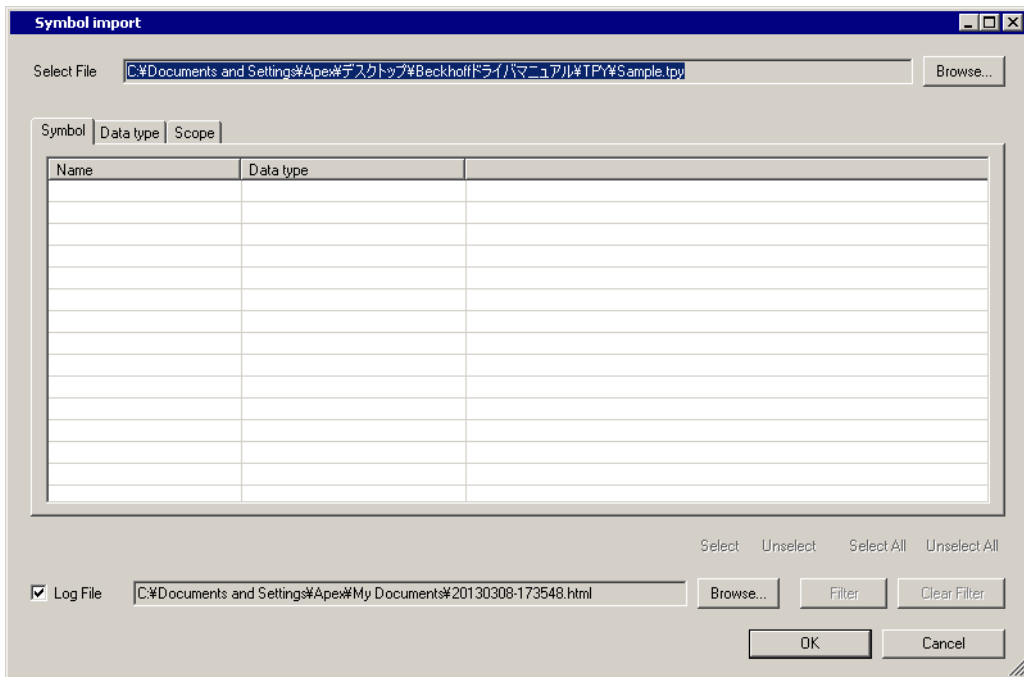 Symbol import
Select File C:¥Documents and Settings¥Apex¥デスクトップ¥Beckhoffドライバマニュアル¥TPY¥Sample.tpy Browse...
Symbol Data type Scope
Name Data type
Select Unselect Select All Unselect All
Log File C:¥Documents and Settings¥Apex¥My Documents¥20130308-173548.html Browse... Filter Clear Filter
OK Cancel